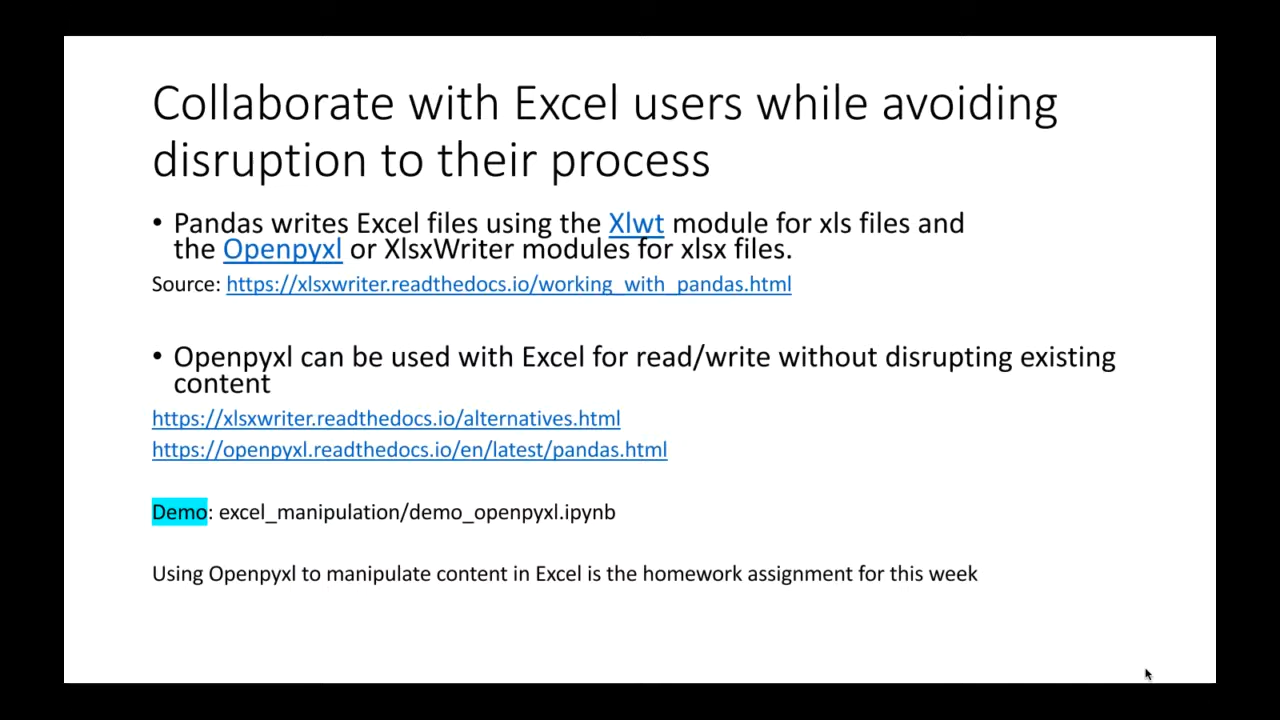 Collaborate with Excel users while avoiding
disruption to their process
• Pandas writes Excel files using the Xlwt module for xls files and
the Openpyxl or XlsxWriter modules for xlsx files.
Source: https://xlsxwriter.readthedocs.io/working_with_pandas.html
• Openpyxl can be used with Excel for read/write without disrupting existing
content
https://xlsxwriter.readthedocs.io/alternatives.html
https://openpyxl.readthedocs.io/en/latest/pandas.html
Demo: excel_manipulation/demo_openpyxl.ipynb
Using Openpyxl to manipulate content in Excel is the homework assignment for this week